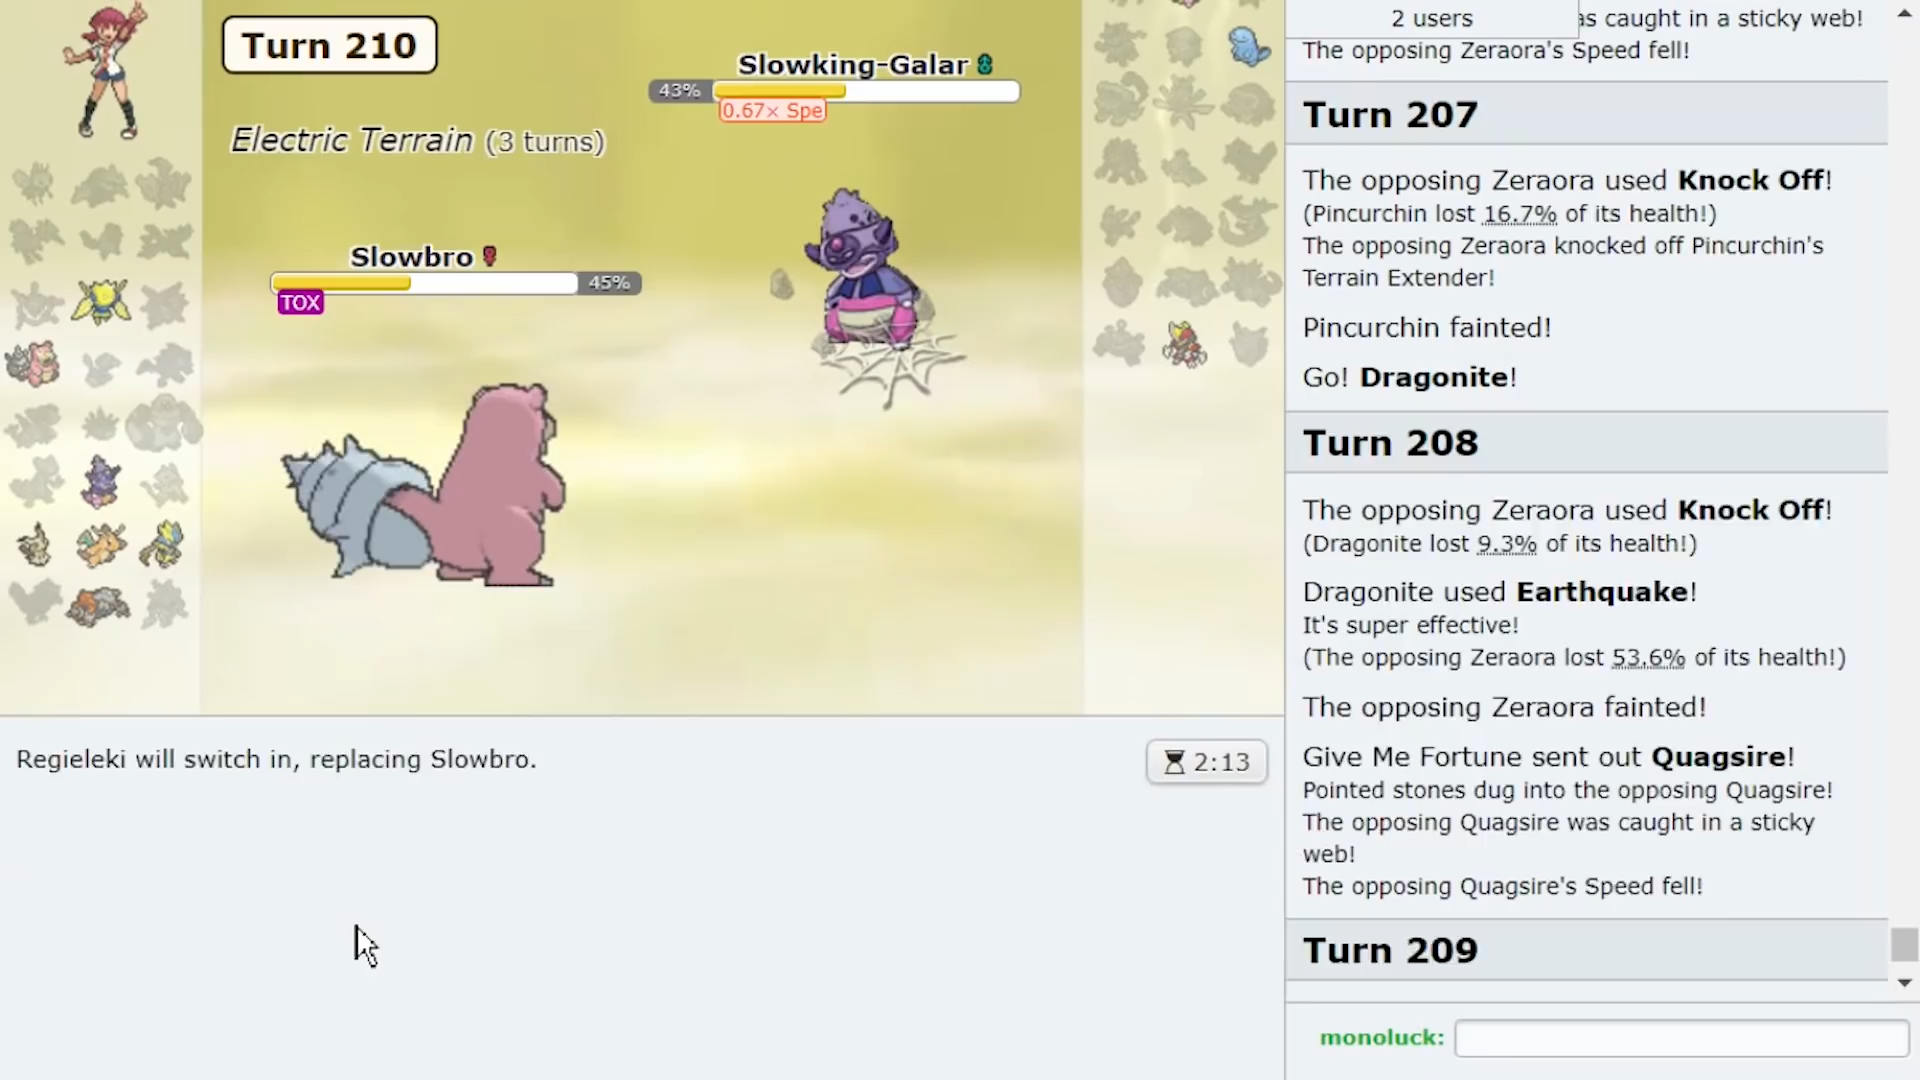 Turn 210
Slowking-Galar
43%
0.67× Spe
Electric Terrain (3 turns)
Slowbro
45%
TOX
Regieleki will switch in, replacing Slowbro.
2:13
2 users
as caught in a sticky web!
The opposing Zeraora's Speed fell!
Turn 207
The opposing Zeraora used Knock Off!
(Pincurchin lost 16.7% of its health!)
The opposing Zeraora knocked off Pincurchin's
Terrain Extender!
Pincurchin fainted!
Go! Dragonite!
Turn 208
The opposing Zeraora used Knock Off!
(Dragonite lost 9.3% of its health!)
Dragonite used Earthquake!
It's super effective!
(The opposing Zeraora lost 53.6% of its health!)
The opposing Zeraora fainted!
Give Me Fortune sent out Quagsire!
Pointed stones dug into the opposing Quagsire!
The opposing Quagsire was caught in a sticky
web!
The opposing Quagsire's Speed fell!
Turn 209
monoluck: